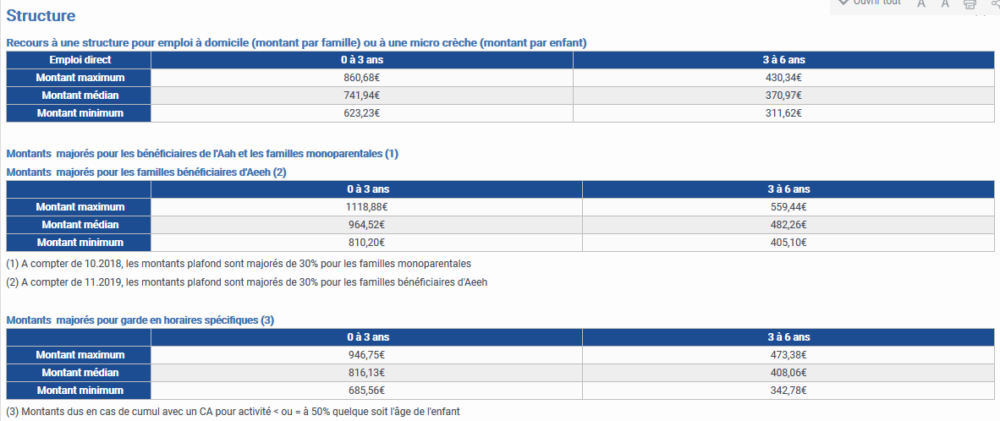 Ouvrir tout A A
Structure
Recours à une structure pour emploi à domicile (montant par famille) ou à une micro crèche (montant par enfant)
Emploi direct 0 à 3 ans 3 à 6 ans
Montant maximum 860,68€ 430,34€
Montant médian 741,94€ 370,97€
Montant minimum 623,23€ 311,62€
Montants majorés pour les bénéficiaires de l'Aah et les familles monoparentales (1)
Montants majorés pour les familles bénéficiaires d'Aeeh (2)
0 à 3 ans 3 à 6 ans
Montant maximum 1118,88€ 559,44€
Montant médian 964,52€ 482,26€
Montant minimum 810,20€ 405,10€
(1) A compter de 10.2018, les montants plafond sont majorés de 30% pour les familles monoparentales
(2) A compter de 11.2019, les montants plafond sont majorés de 30% pour les familles bénéficiaires d'Aeeh
Montants majorés pour garde en horaires spécifiques (3)
0 à 3 ans 3 à 6 ans
Montant maximum 946,75€ 473,38€
Montant médian 816,13€ 408,06€
Montant minimum 685,56€ 342,78€
(3) Montants dus en cas de cumul avec un CA pour activité < ou = à 50% quelque soit l'âge de l'enfant